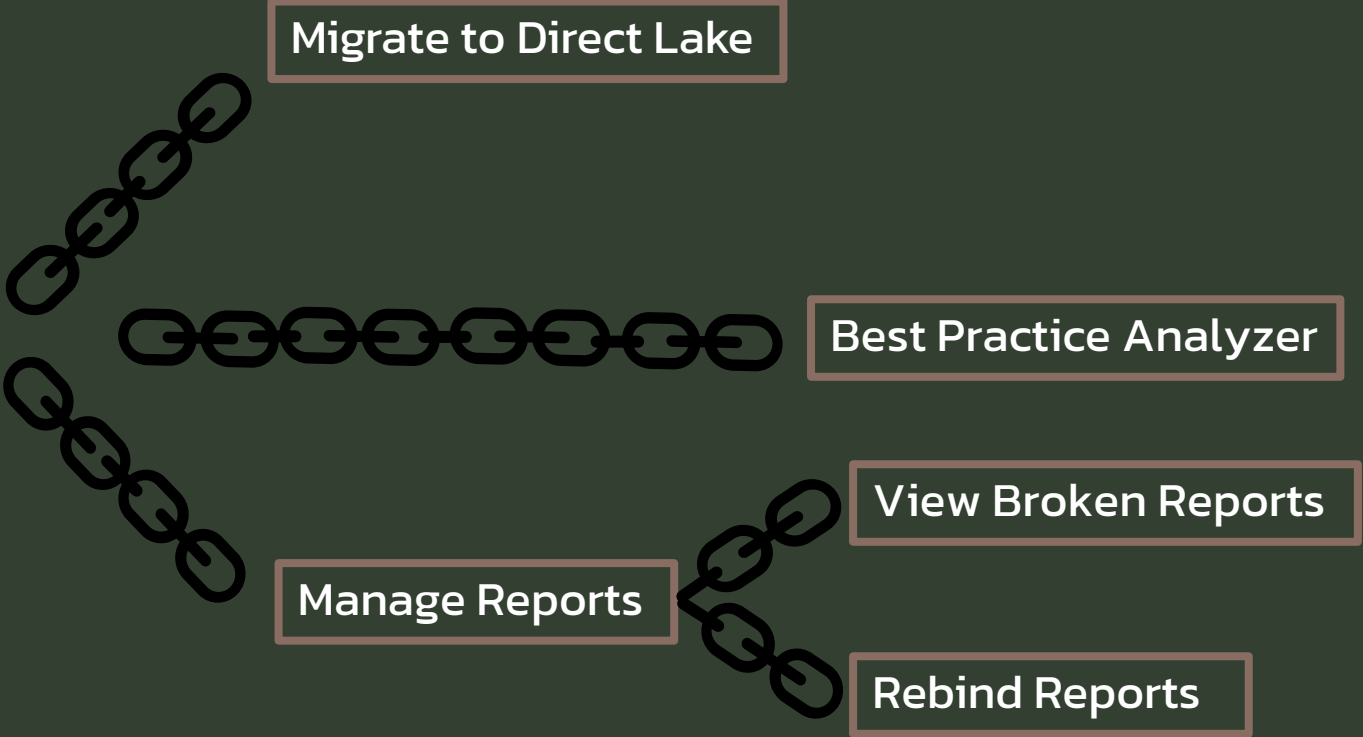 Migrate to Direct Lake
Best Practice Analyzer
View Broken Reports
Manage Reports
Rebind Reports